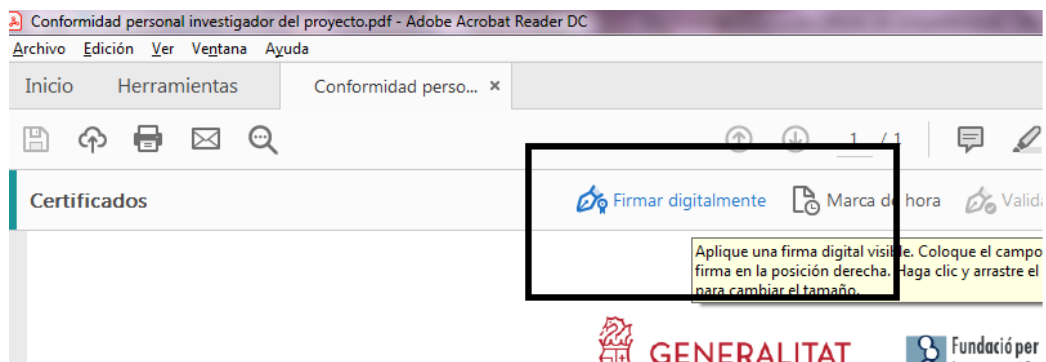 Conformidad personal investigador del proyecto.pdf - Adobe Acrobat Reader DC
Archivo Edición Ver Ventana Ayuda
Inicio Herramientas Conformidad perso... ×
1 / 1
Certificados Firmar digitalmente Marca de hora Valida
Aplique una firma digital visible. Coloque el campo
firma en la posición derecha. Haga clic y arrastre el
para cambiar el tamaño.
GENERALITAT Fundació per